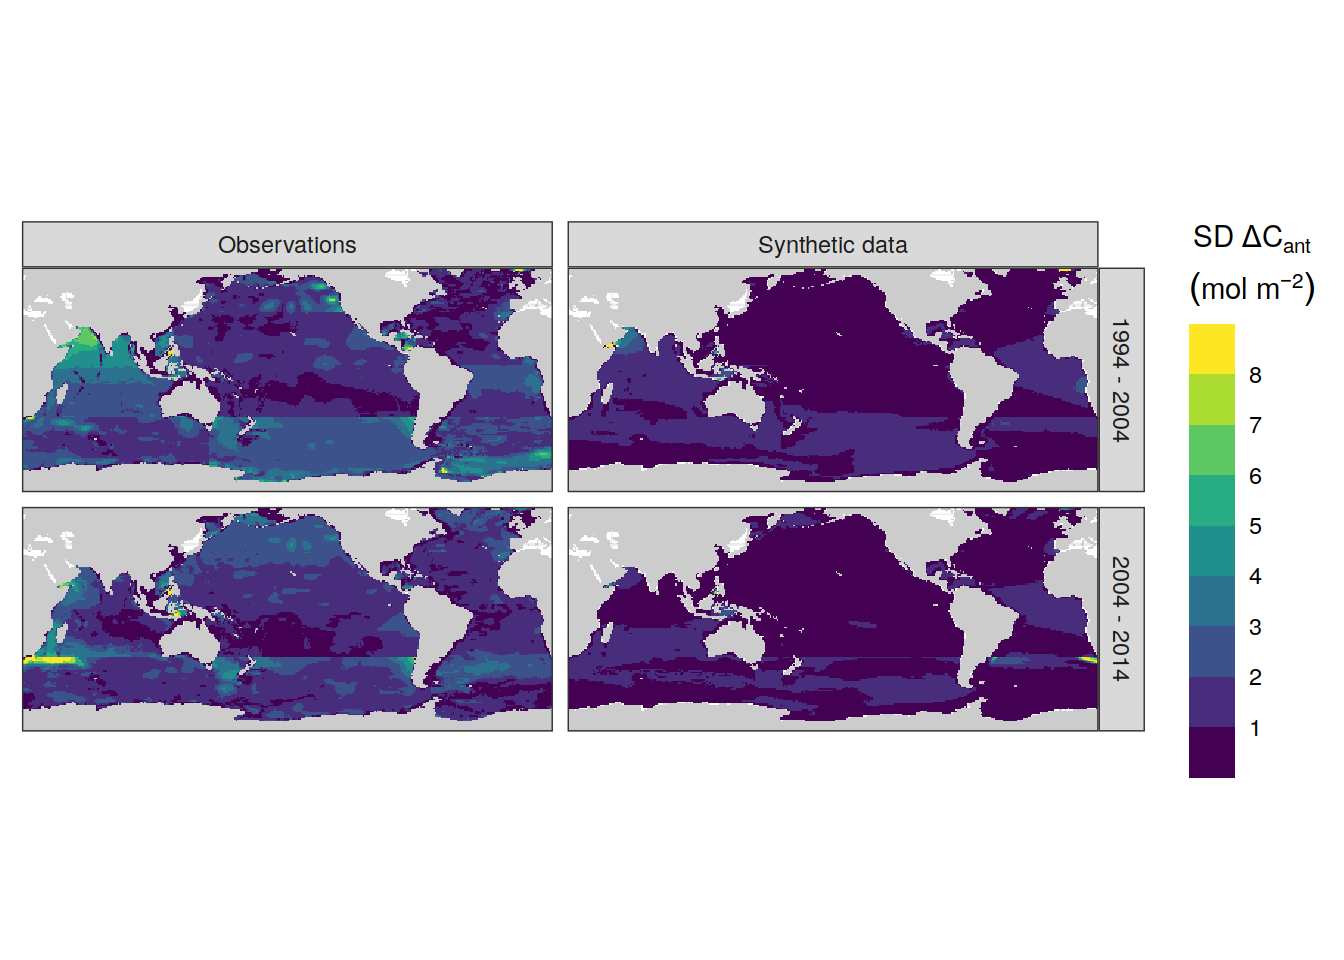 Observations
Synthetic data
1994 - 2004
2004 - 2014
SD ΔCant
(mol m⁻²)
8
7
6
5
4
3
2
1